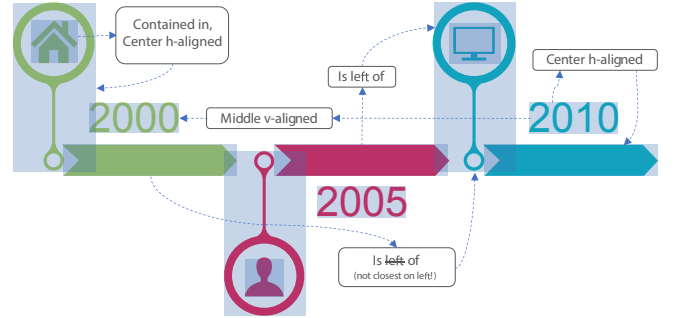 Contained in,
Center h-aligned
Is left of
Center h-aligned
2000
Middle v-aligned
2010
2005
Is left of
(not closest on left!)